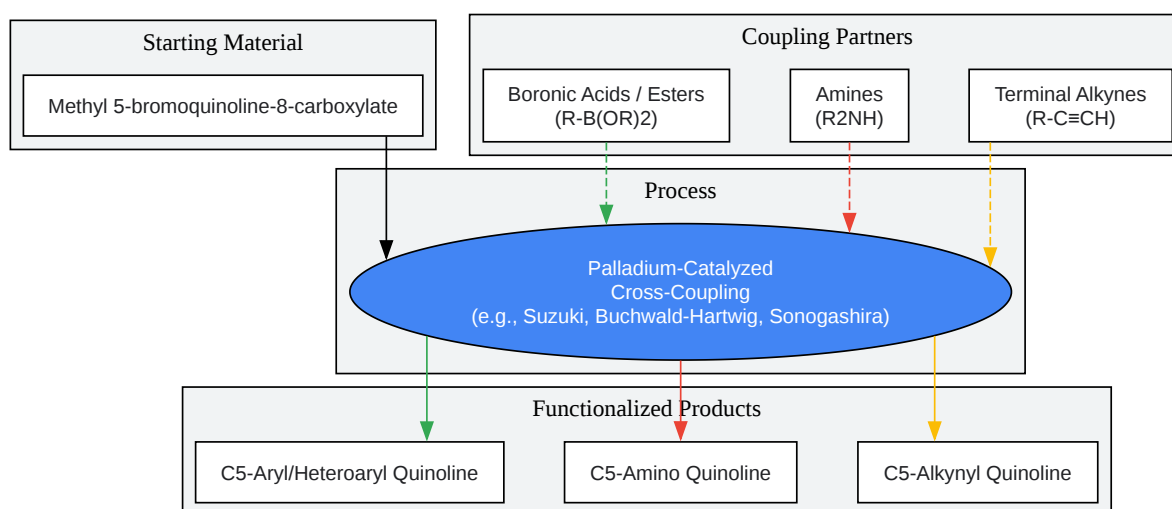 Starting Material
Methyl 5-bromoquinoline-8-carboxylate
Coupling Partners
Boronic Acids / Esters
(R-B(OR)2)
Amines
(R2NH)
Terminal Alkynes
(R-C≡CH)
Process
Palladium-Catalyzed
Cross-Coupling
(e.g., Suzuki, Buchwald-Hartwig, Sonogashira)
Functionalized Products
C5-Aryl/Heteroaryl Quinoline
C5-Amino Quinoline
C5-Alkynyl Quinoline